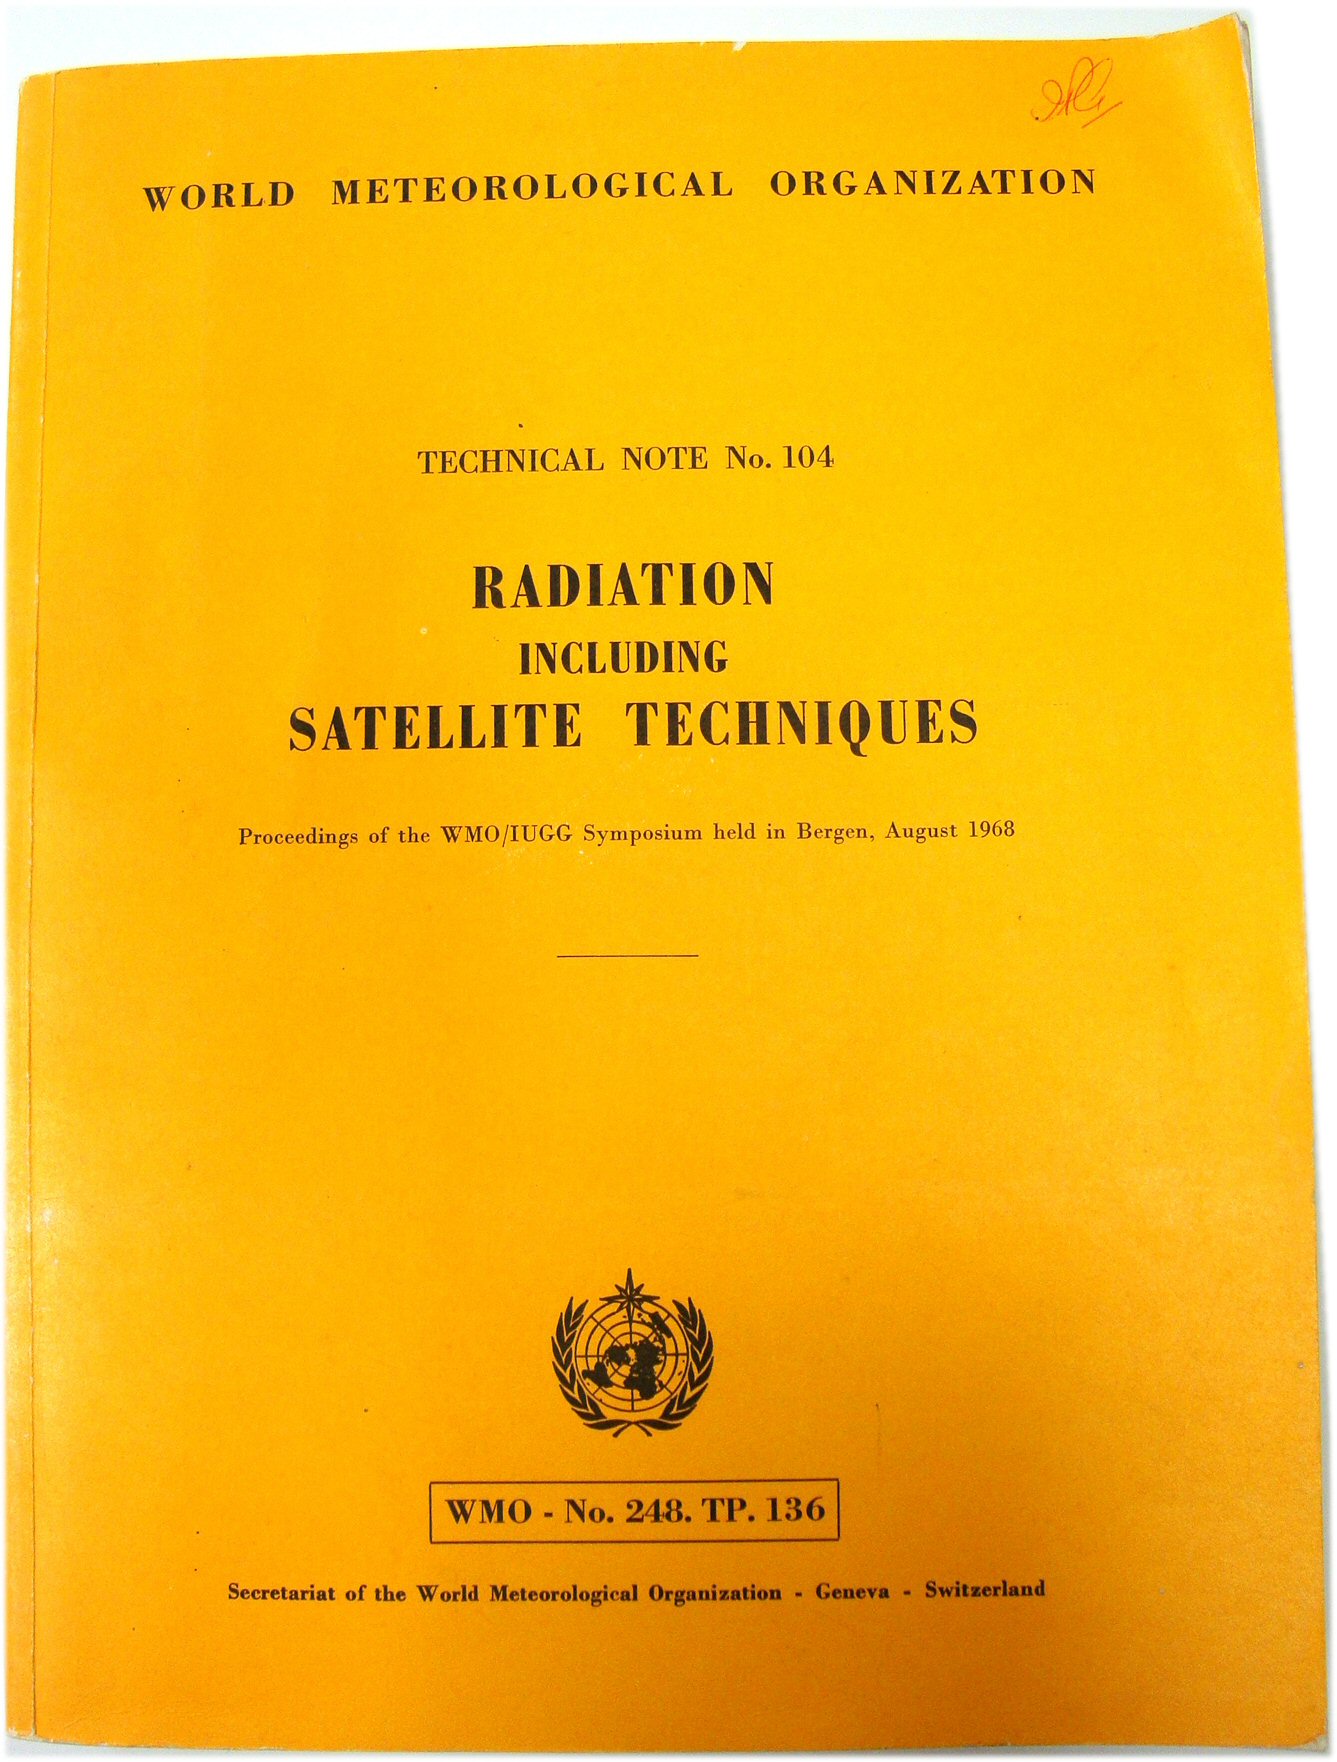 WORLD METEOROLOGICAL ORGANIZATION
TECHNICAL NOTE No. 104
RADIATION
INCLUDING
SATELLITE TECHNIQUES
Proceedings of the WMO/IUGG Symposium held in Bergen, August 1968
WMO - No. 248. TP. 136
Secretariat of the World Meteorological Organization - Geneva - Switzerland